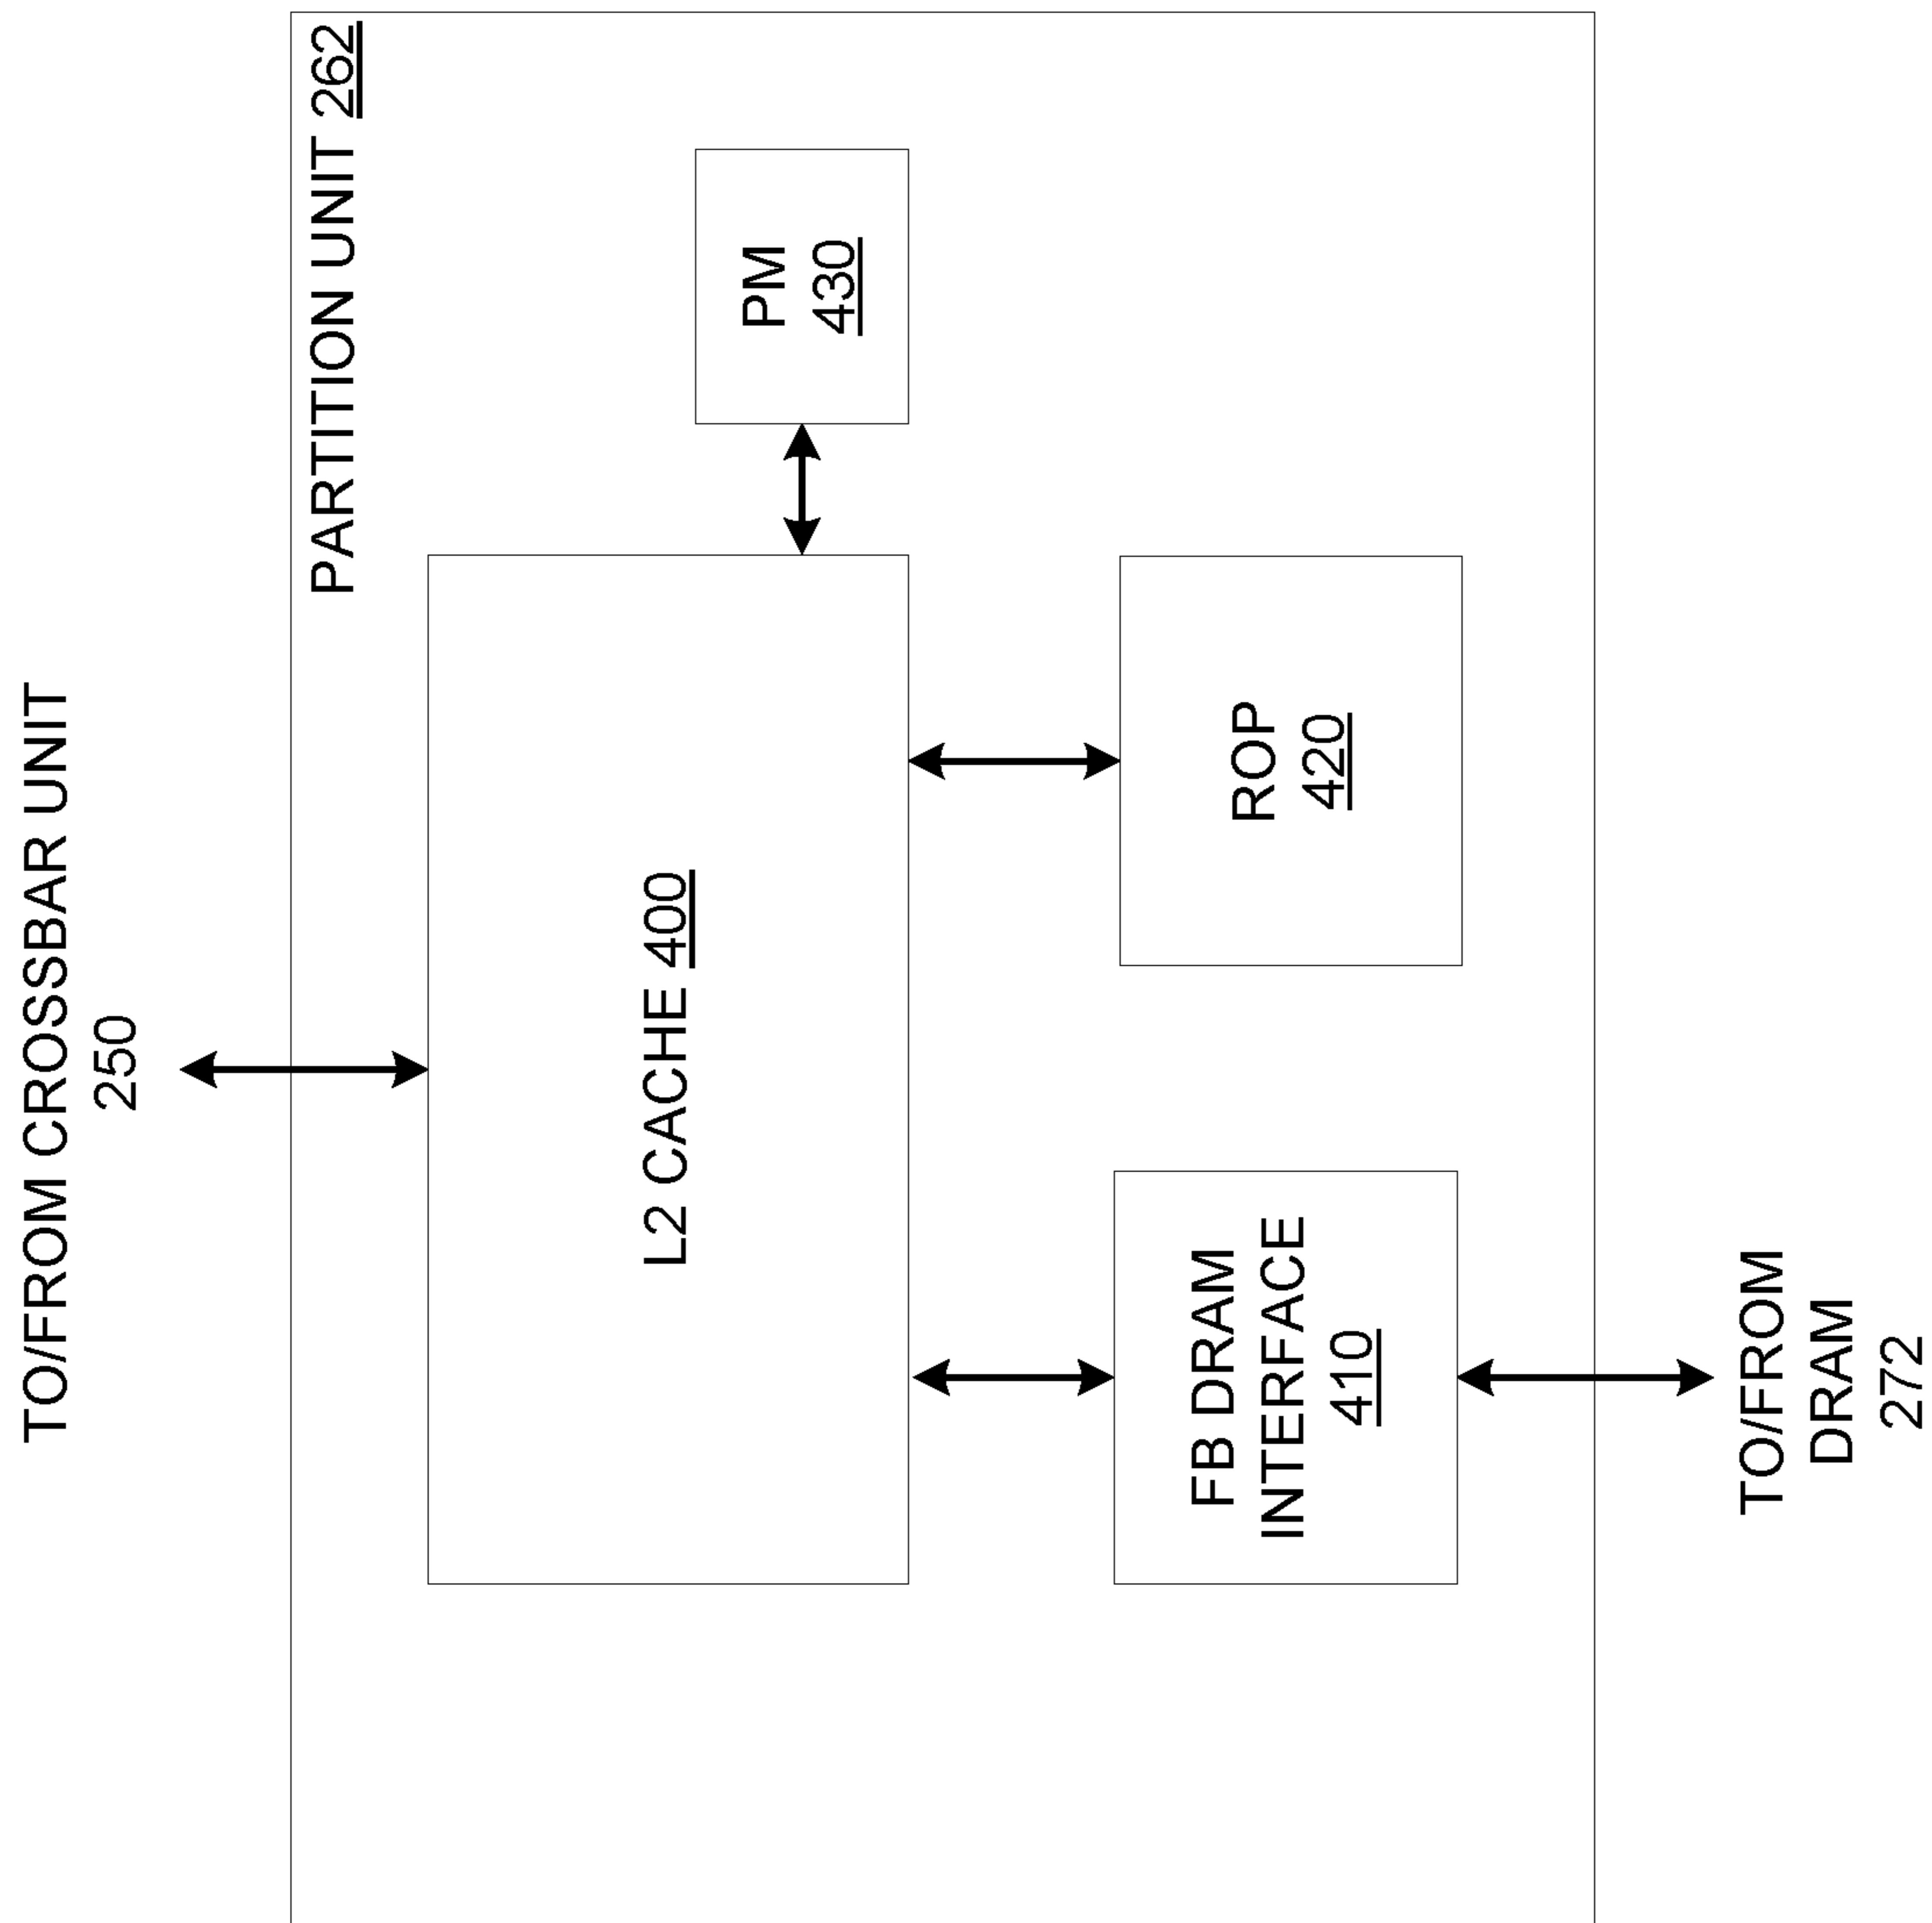 TO/FROM CROSSBAR UNIT
250
PARTITION UNIT 262
L2 CACHE 400
PM
430
FB DRAM
INTERFACE
410
ROP
420
TO/FROM
DRAM
272